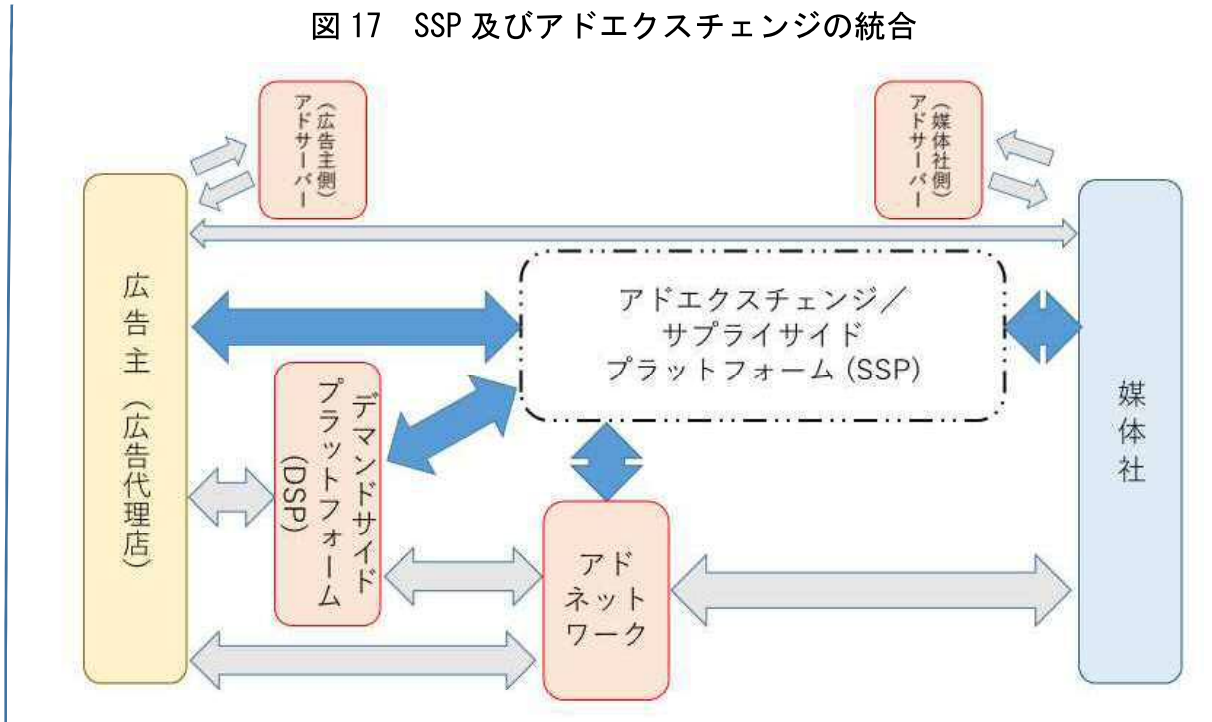 図 17　SSP 及びアドエクスチェンジの統合
（広告主側）
アドサーバー
（媒体社側）
アドサーバー
広告主（広告代理店）
アドエクスチェンジ／
サプライサイド
プラットフォーム (SSP)
デマンドサイド
プラットフォーム
(DSP)
アド
ネット
ワーク
媒体社